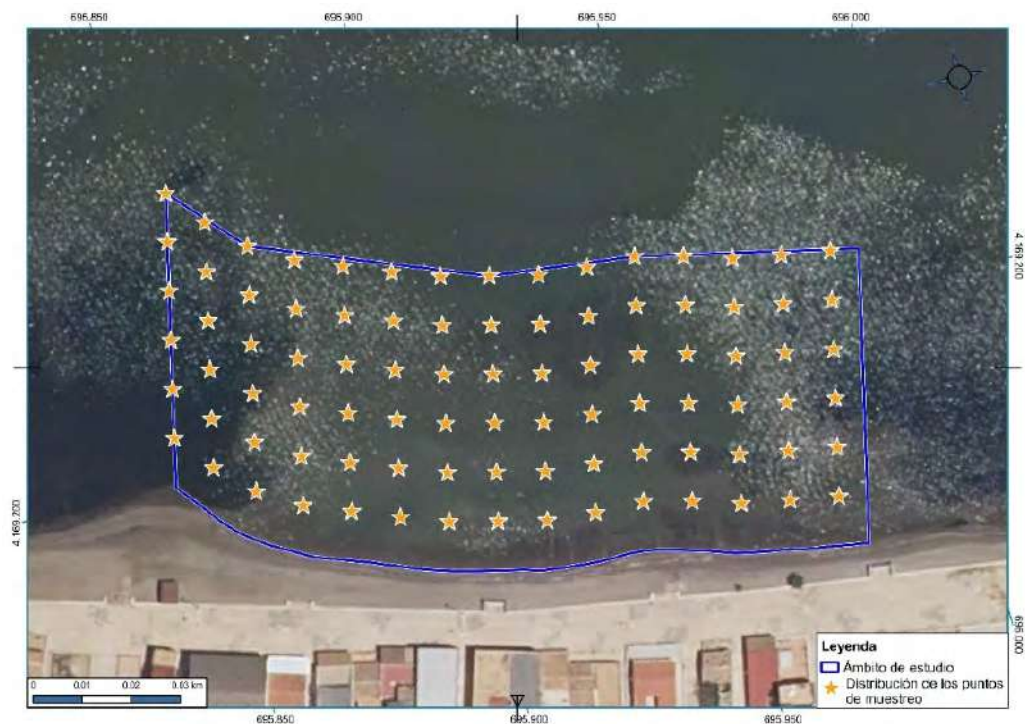 695.850 695.900 695.950 696.000
4.169.200
4.169.200
696.000
Leyenda
Ámbito de estudio
Distribución de los puntos
de muestreo
0 0.01 0.02 0.03 km
695.850 695.900 695.950